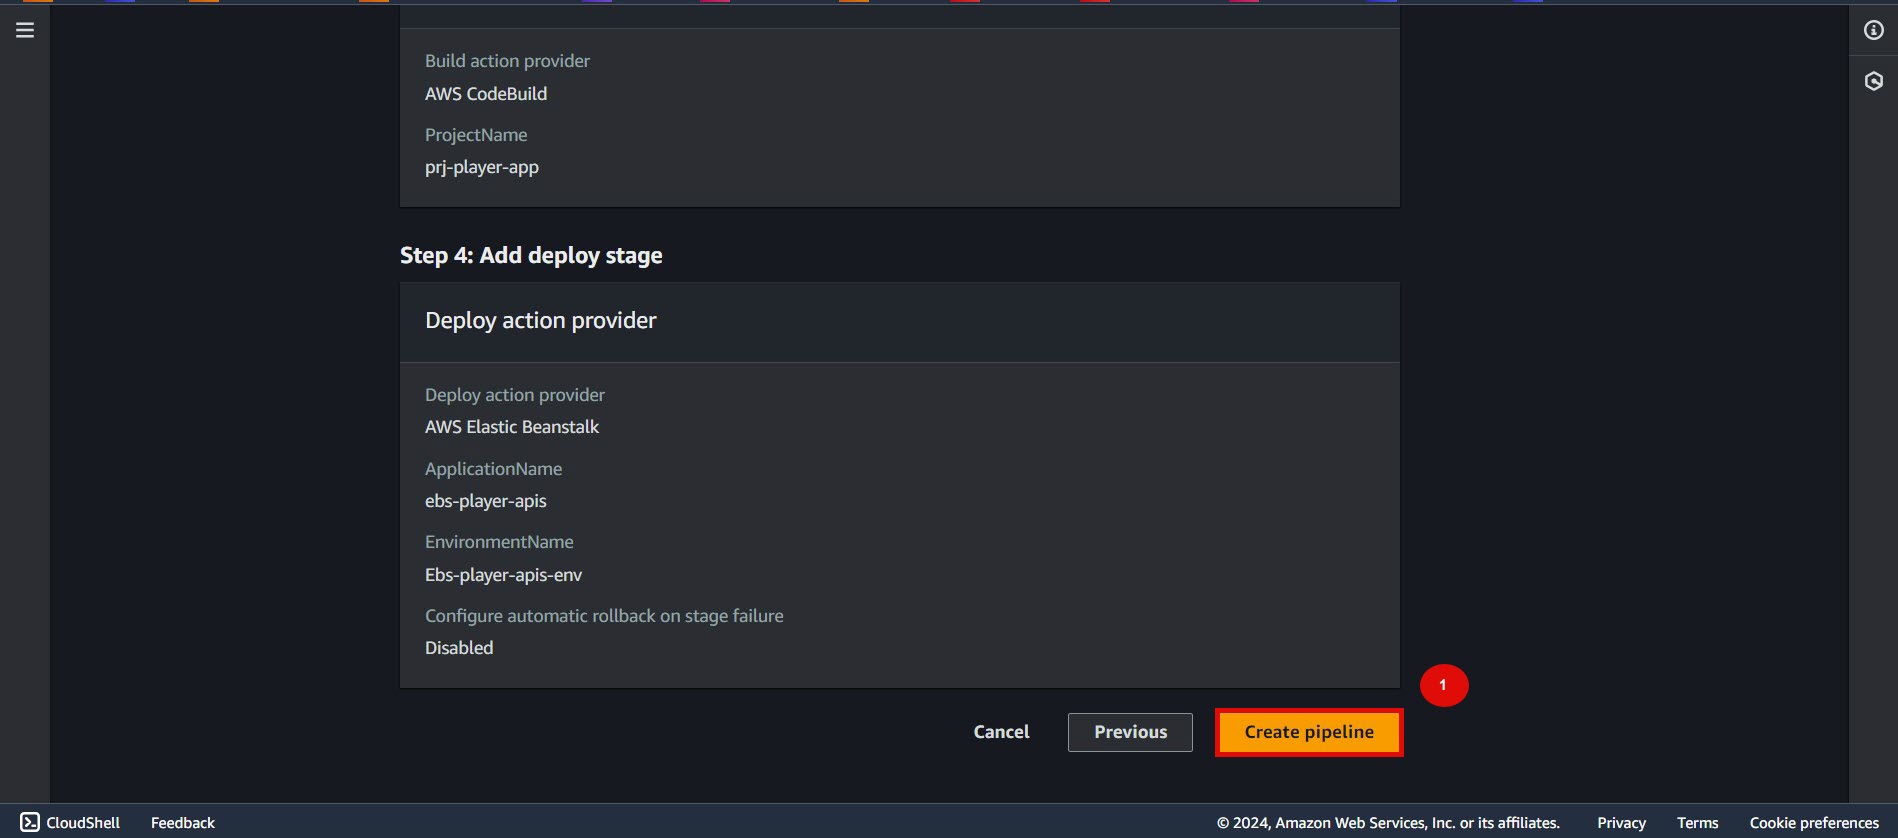 Build action provider
AWS CodeBuild
ProjectName
prj-player-app
Step 4: Add deploy stage
Deploy action provider
Deploy action provider
AWS Elastic Beanstalk
ApplicationName
ebs-player-apis
EnvironmentName
Ebs-player-apis-env
Configure automatic rollback on stage failure
Disabled
1
Cancel Previous Create pipeline
CloudShell Feedback © 2024, Amazon Web Services, Inc. or its affiliates. Privacy Terms Cookie preferences